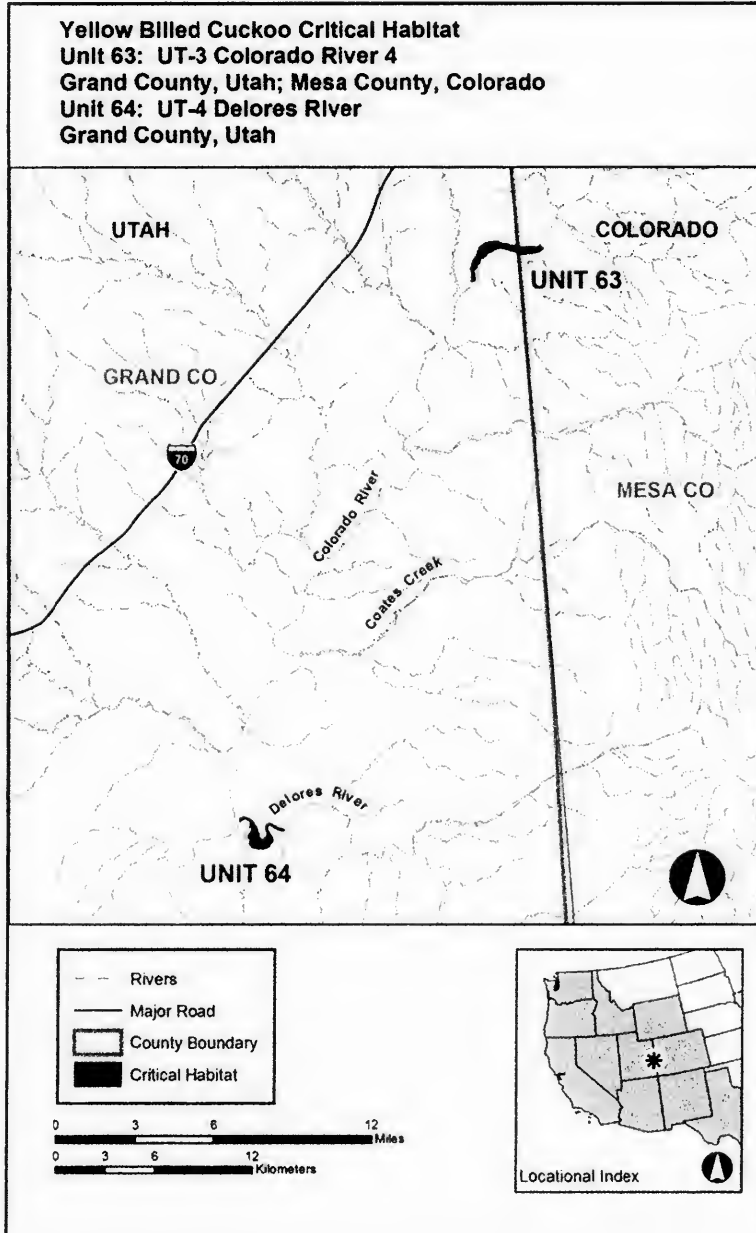 Yellow Billed Cuckoo Critical Habitat
Unit 63: UT-3 Colorado River 4
Grand County, Utah; Mesa County, Colorado
Unit 64: UT-4 Delores River
Grand County, Utah
UTAH
COLORADO
UNIT 63
GRAND CO
70
MESA CO
Colorado River
Coates Creek
Delores River
UNIT 64
Rivers
Major Road
County Boundary
Critical Habitat
0 3 6 12
Miles
0 3 6 12
Kilometers
Locational Index